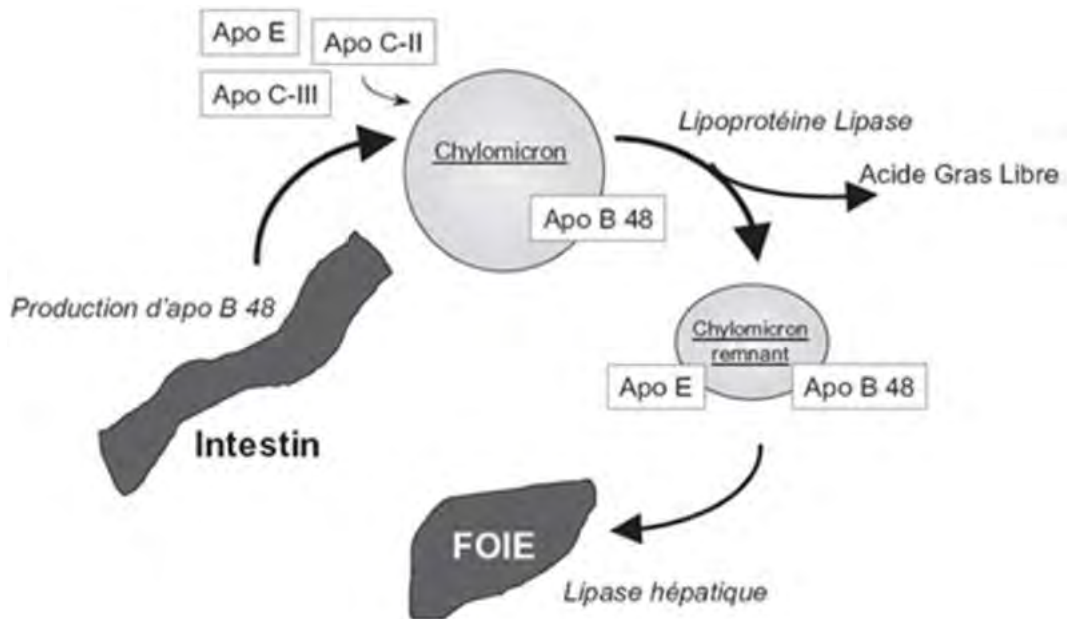 Apo E
Apo C-II
Apo C-III
Chylomicron
Lipoprotéine Lipase
Acide Gras Libre
Apo B 48
Production d'apo B 48
Chylomicron
remnant
Apo E
Apo B 48
Intestin
FOIE
Lipase hépatique